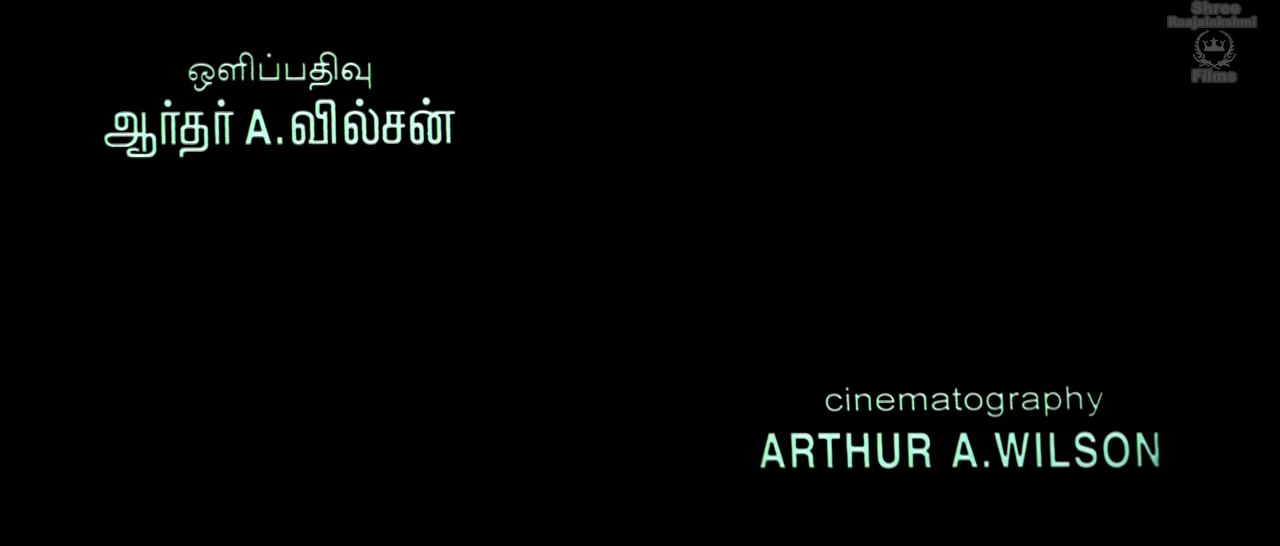 ஒளிப்பதிவு
ஆர்தர் A.வில்சன்
Shree
Raajalakshmi
Films
cinematography
ARTHUR A.WILSON